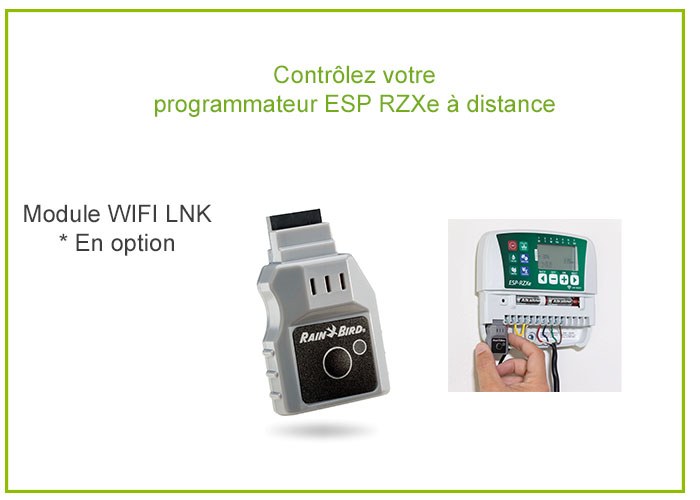 Contrôlez votre
programmateur ESP RZXe à distance
Module WIFI LNK
* En option
RAIN BIRD®
ESP-RZXe